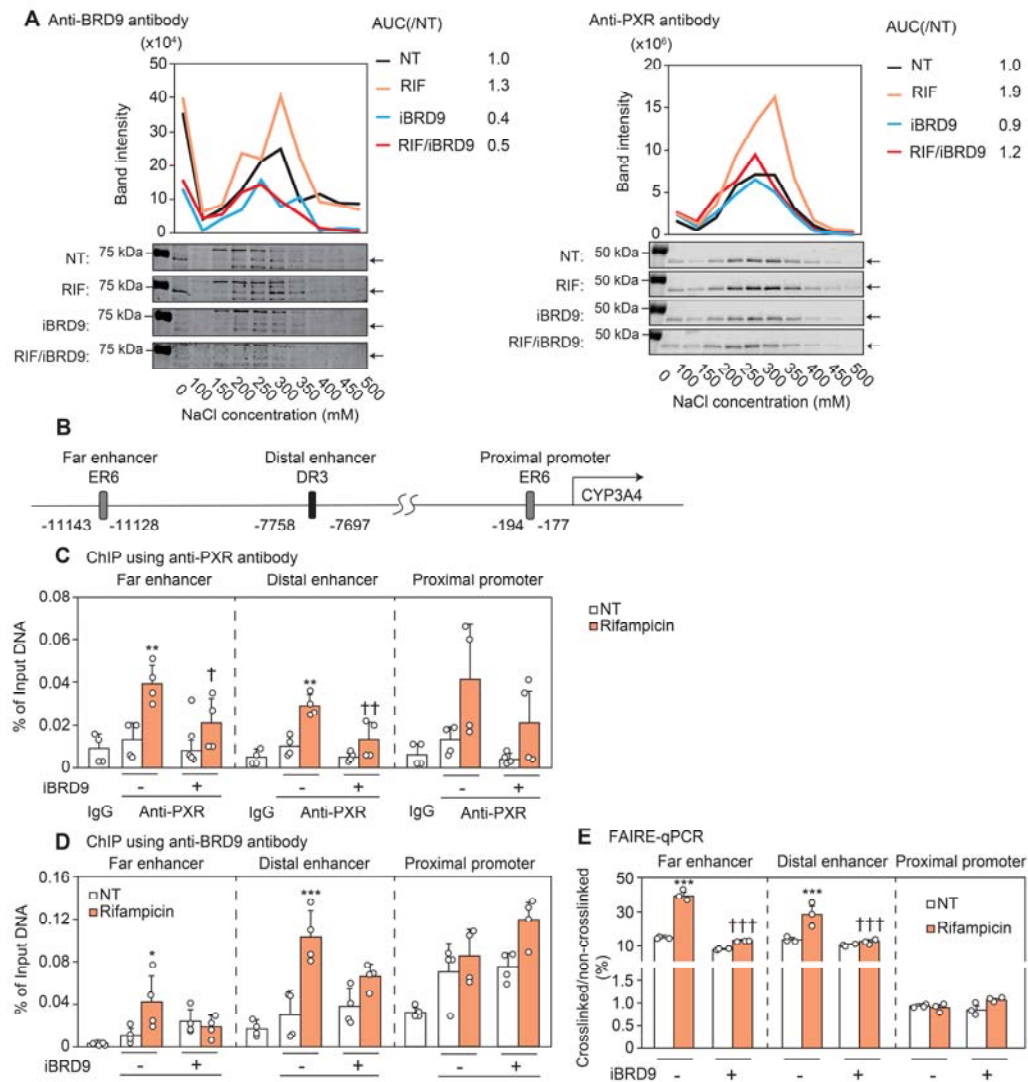 A Anti-BRD9 antibody
(x10⁴)
AUC(/NT)
50
40
30
20
10
0
Band intensity
NT 1.0
RIF 1.3
iBRD9 0.4
RIF/iBRD9 0.5
NT: 75 kDa
RIF: 75 kDa
iBRD9: 75 kDa
RIF/iBRD9: 75 kDa
0 100 150 200 250 300 350 400 450 500
NaCl concentration (mM)
Anti-PXR antibody
(x10⁶)
AUC(/NT)
20
15
10
5
0
Band intensity
NT 1.0
RIF 1.9
iBRD9 0.9
RIF/iBRD9 1.2
NT: 50 kDa
RIF: 50 kDa
iBRD9: 50 kDa
RIF/iBRD9: 50 kDa
0 100 150 200 250 300 350 400 450 500
NaCl concentration (mM)
B
Far enhancer Distal enhancer Proximal promoter
ER6 DR3 ER6
CYP3A4
-11143 -11128 -7758 -7697 -194 -177
C ChIP using anti-PXR antibody
Far enhancer Distal enhancer Proximal promoter
NT
Rifampicin
0.08
0.06
0.04
0.02
0
% of Input DNA
** † ** ††
iBRD9 - + - + - +
IgG Anti-PXR IgG Anti-PXR IgG Anti-PXR
D ChIP using anti-BRD9 antibody
Far enhancer Distal enhancer Proximal promoter
NT
Rifampicin
0.16
0.12
0.08
0.04
0
% of Input DNA
* ***
iBRD9 - + - + - +
E FAIRE-qPCR
Far enhancer Distal enhancer Proximal promoter
NT
Rifampicin
50
30
10
1.5
1.0
0.5
0
Crosslinked/non-crosslinked
(%)
*** ††† *** †††
iBRD9 - + - + - +